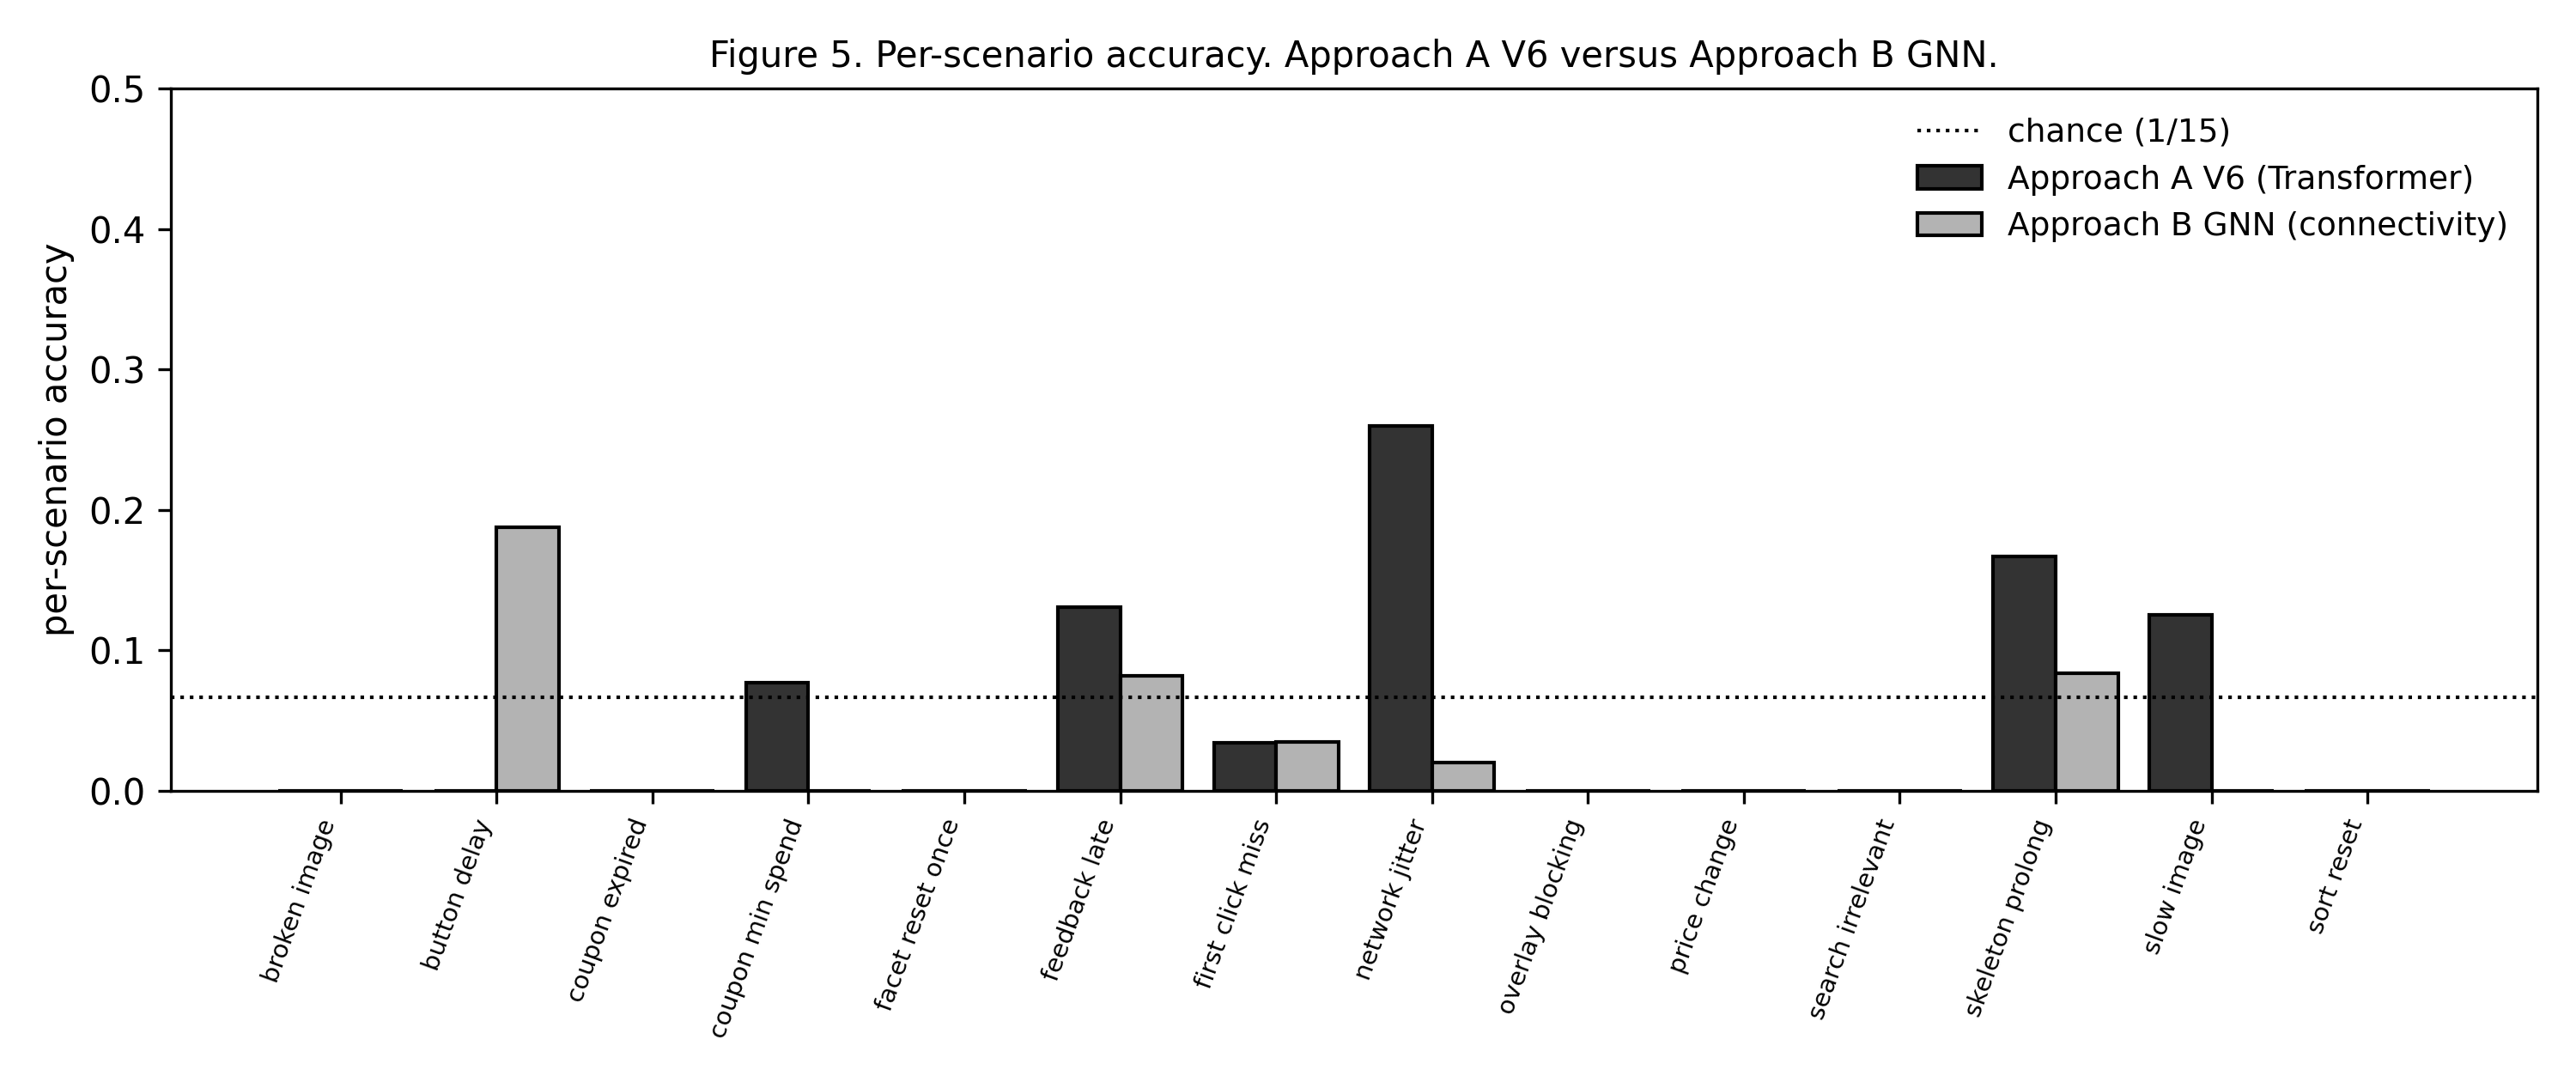 Figure 5. Per-scenario accuracy. Approach A V6 versus Approach B GNN.
chance (1/15)
Approach A V6 (Transformer)
Approach B GNN (connectivity)
per-scenario accuracy
0.5
0.4
0.3
0.2
0.1
0.0
broken image
button delay
coupon expired
coupon min spend
facet reset once
feedback late
first click miss
network jitter
overlay blocking
price change
search irrelevant
skeleton prolong
slow image
sort reset